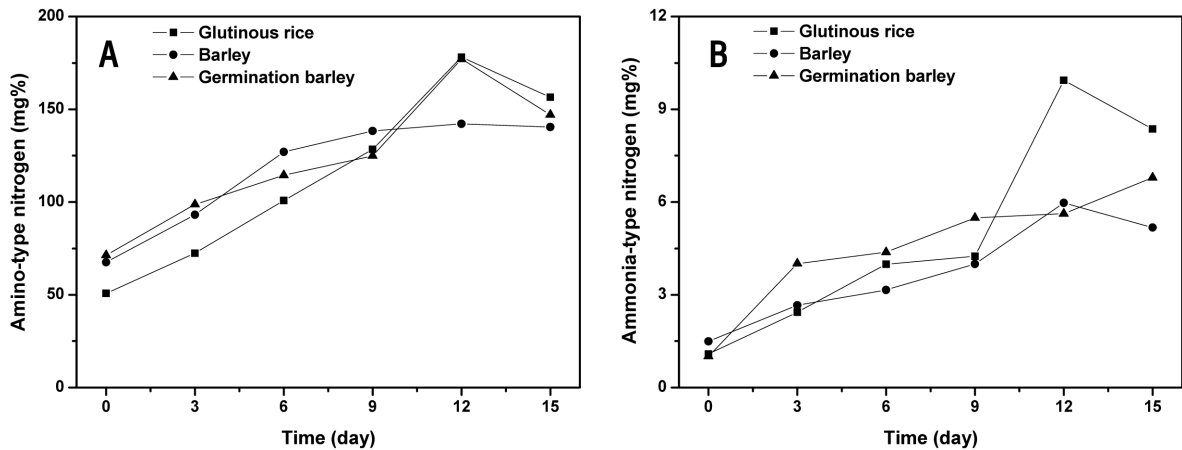 A
Glutinous rice
Barley
Germination barley
Amino-type nitrogen (mg%)
200
150
100
50
0
0 3 6 9 12 15
Time (day)
B
Glutinous rice
Barley
Germination barley
Ammonia-type nitrogen (mg%)
12
9
6
3
0
0 3 6 9 12 15
Time (day)